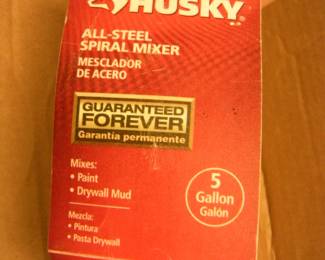 HUSKY
ALL-STEEL
SPIRAL MIXER
MESCLADOR
DE ACERO
GUARANTEED
FOREVER
Garantía permanente
Mixes:
• Paint
• Drywall Mud
5
Gallon
Galón
Mezcla:
• Pintura
• Pasta Drywall